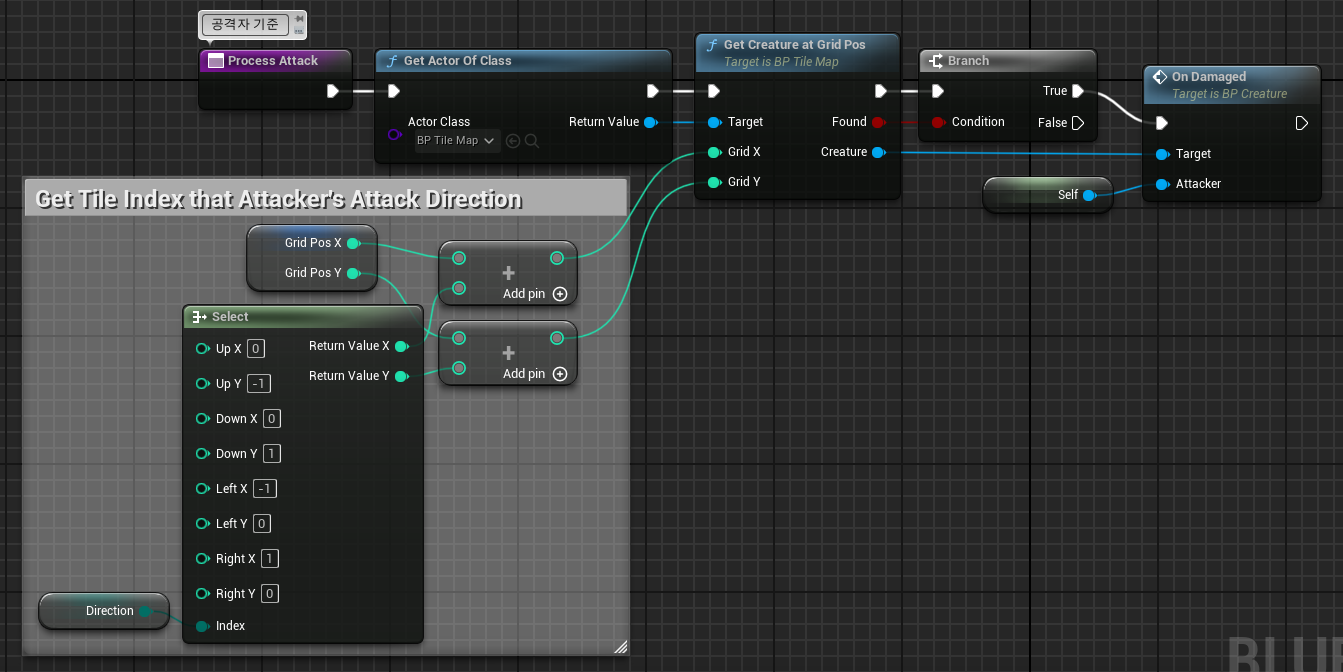 공격자 기준
Process Attack
Get Actor Of Class
Actor Class
BP Tile Map
Return Value
Get Creature at Grid Pos
Target is BP Tile Map
Target
Found
Grid X
Creature
Grid Y
Branch
True
Condition
False
On Damaged
Target is BP Creature
Target
Attacker
Self
Get Tile Index that Attacker's Attack Direction
Grid Pos X
Grid Pos Y
Add pin
Add pin
Select
Up X 0
Return Value X
Up Y -1
Return Value Y
Down X 0
Down Y 1
Left X -1
Left Y 0
Right X 1
Right Y 0
Direction
Index